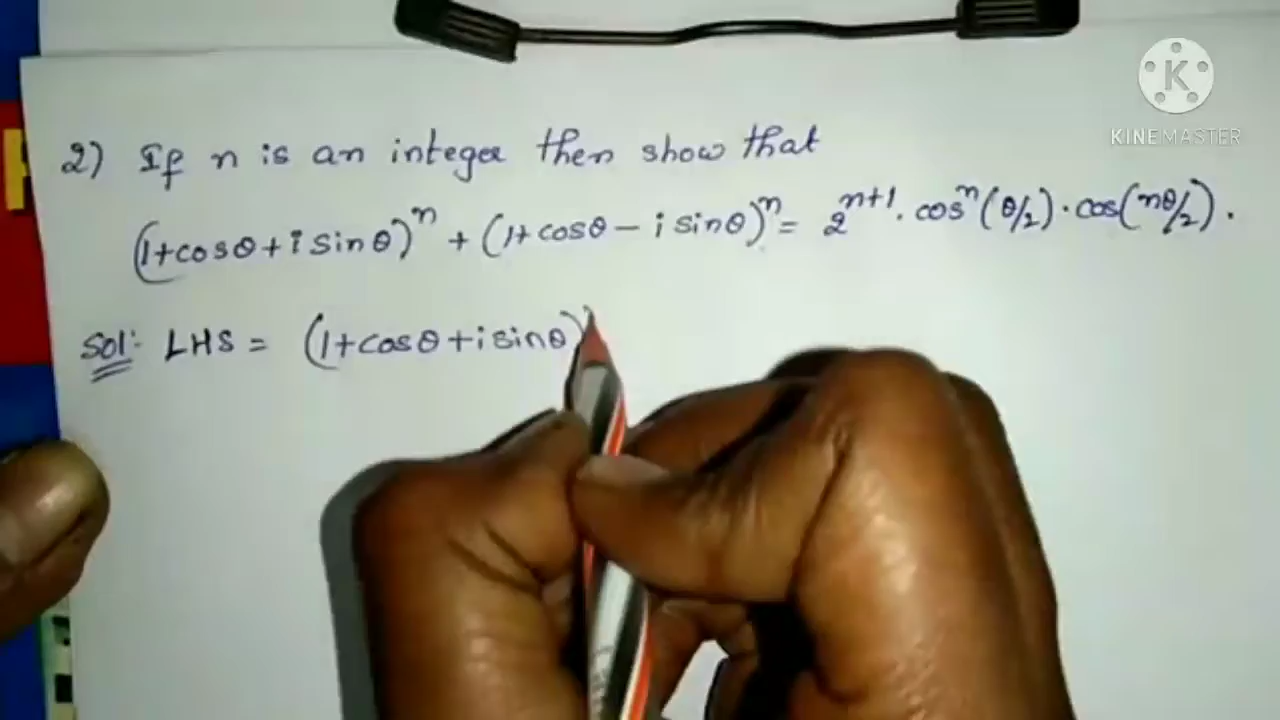 2) If n is an integer then show that
(1+cosθ+i sinθ)^n + (1+cosθ - i sinθ)^n = 2^(n+1) . cos^n (θ/2) . cos(nθ/2) .
Sol: LHS = (1+cosθ+i sinθ)
KINEMASTER